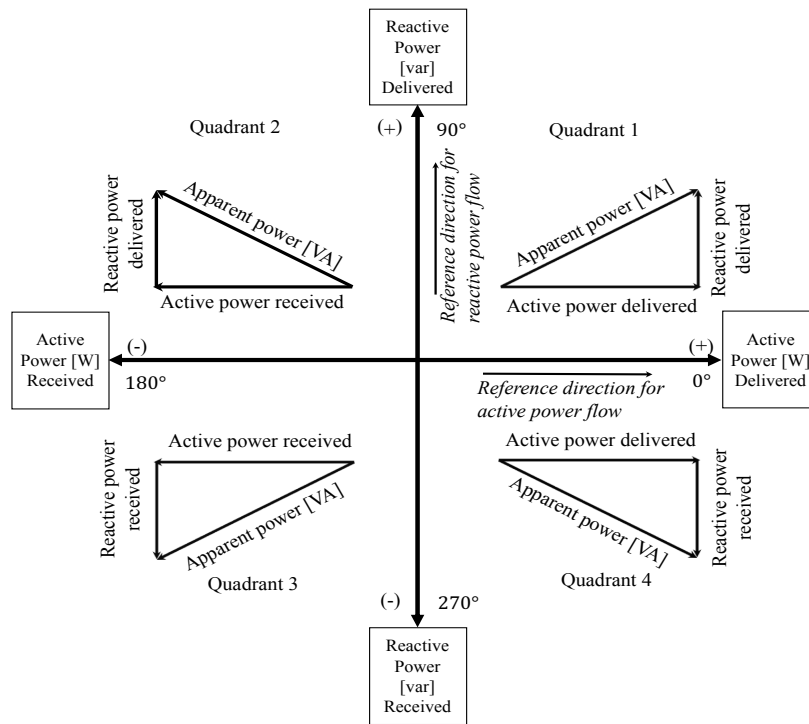 Reactive
Power
[var]
Delivered
Quadrant 2
(+)
90°
Quadrant 1
Reactive power
delivered
Apparent power [VA]
Active power received
Reference direction for
reactive power flow
Apparent power [VA]
Active power delivered
Reactive power
delivered
Active
Power [W]
Received
(-)
180°
(+)
0°
Active
Power [W]
Delivered
Reference direction for
active power flow
Active power received
Reactive power
received
Apparent power [VA]
Quadrant 3
Active power delivered
Apparent power [VA]
Reactive power
received
Quadrant 4
(-)
270°
Reactive
Power
[var]
Received